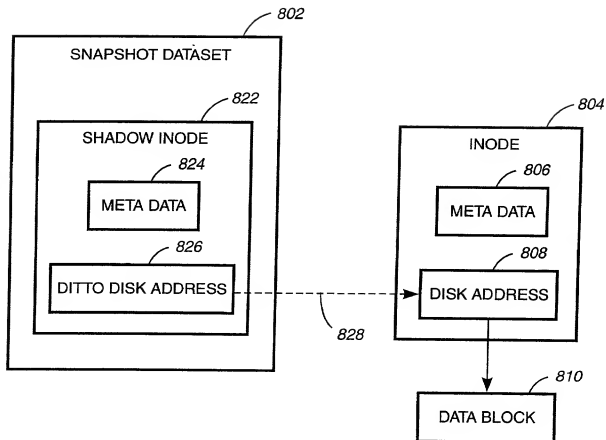 802
SNAPSHOT DATASET
822
SHADOW INODE
824
META DATA
826
DITTO DISK ADDRESS
828
804
INODE
806
META DATA
808
DISK ADDRESS
810
DATA BLOCK